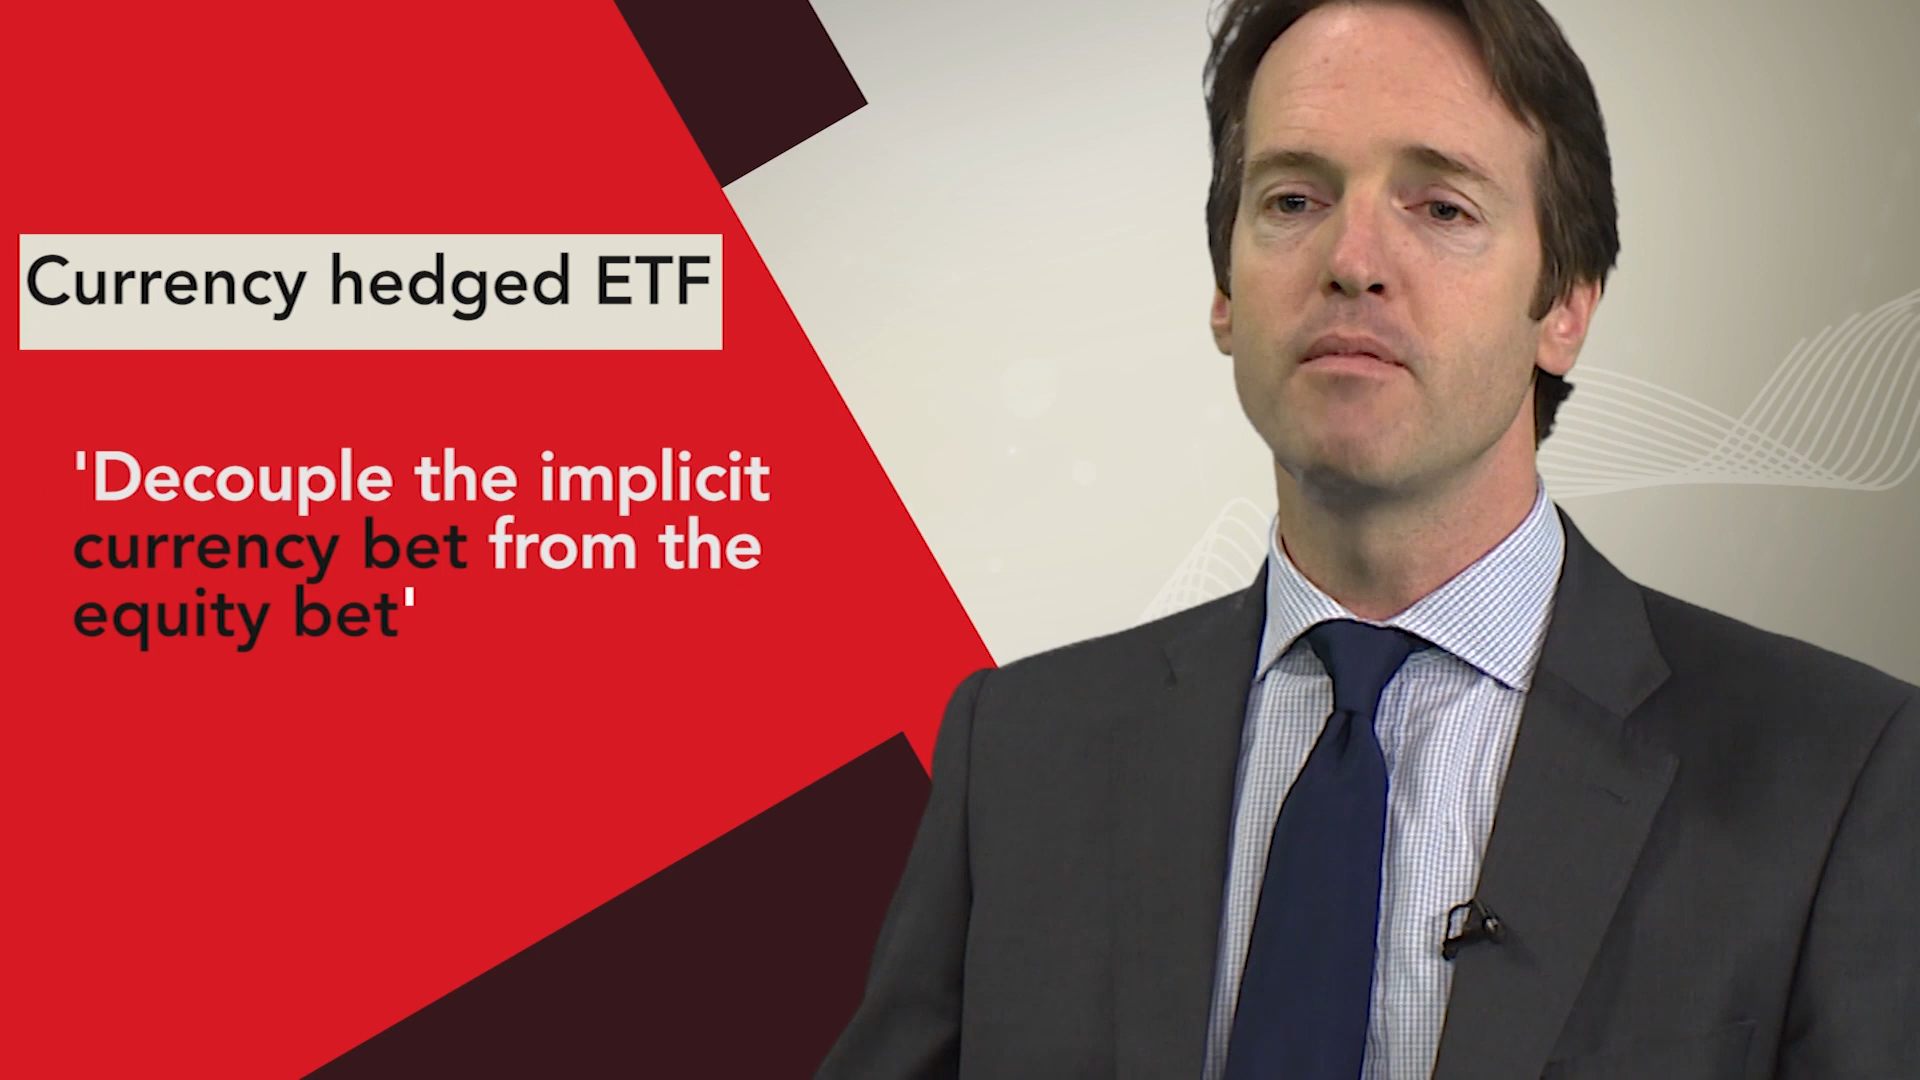 Currency hedged ETF
'Decouple the implicit
currency bet from the
equity bet'